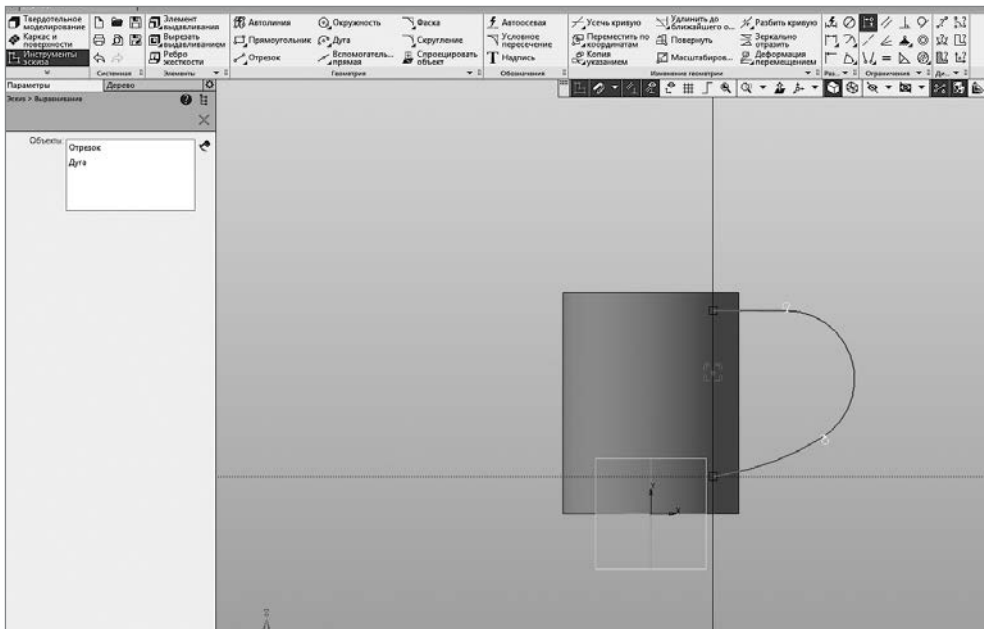 Твердотельное моделирование
Каркас и поверхности
Инструменты эскиза
Системная
Элемент выдавливания
Вырезать выдавливанием
Ребро жесткости
Элементы
Автолиния
Прямоугольник
Отрезок
Окружность
Дуга
Вспомогатель... прямая
Фаска
Скругление
Спроецировать объект
Геометрия
Автоосевая
Условное пересечение
Надпись
Обозначения
Усечь кривую
Переместить по координатам
Копия указанием
Удлинить до ближайшего о...
Повернуть
Масштабиров...
Разбить кривую
Зеркально отразить
Деформация перемещением
Изменение геометрии
Раз...
Ограничения
Ди...
Параметры
Дерево
Эскиз > Выравнивание
Объекты
Отрезок
Дуга
Y
X